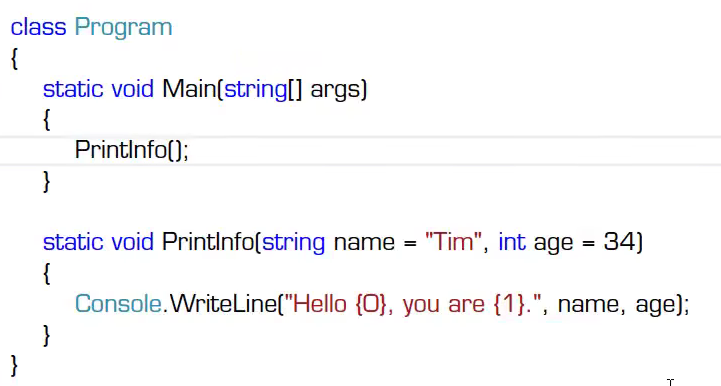 class Program
{
static void Main(string[] args)
{
PrintInfo();
}
static void PrintInfo(string name = "Tim", int age = 34)
{
Console.WriteLine("Hello {0}, you are {1}.", name, age);
}
}